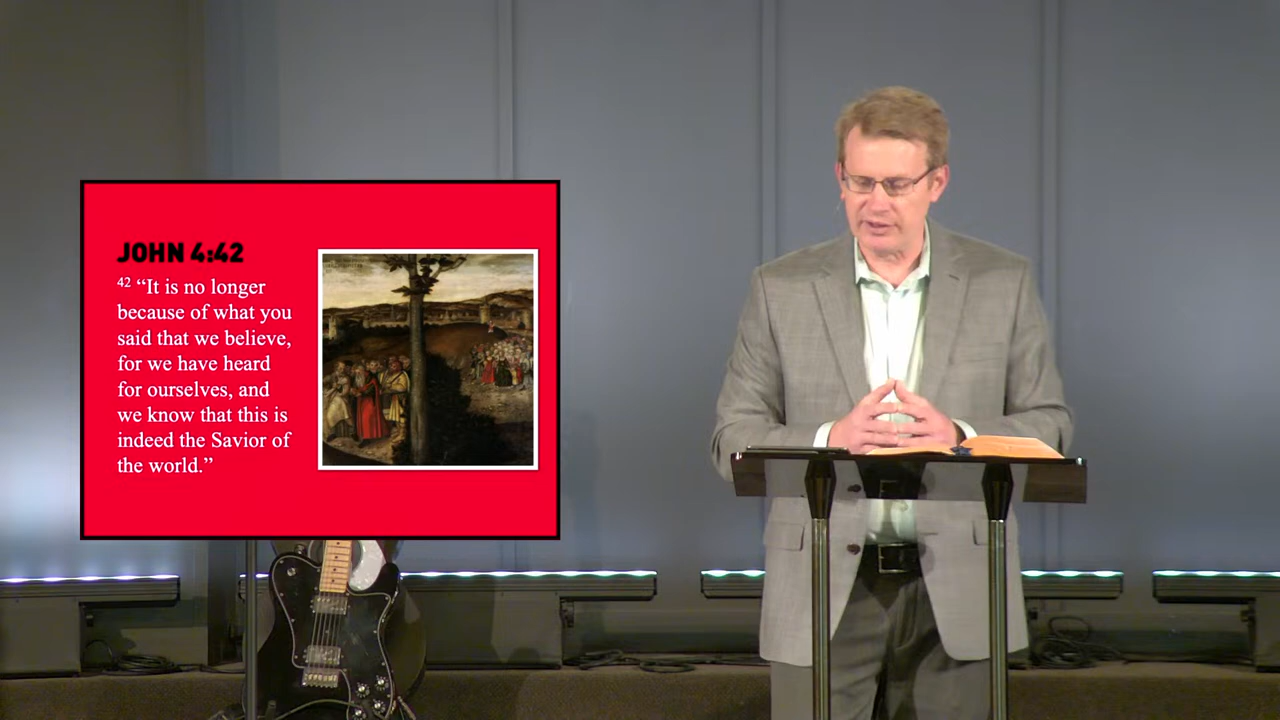 JOHN 4:42
42 “It is no longer
because of what you
said that we believe,
for we have heard
for ourselves, and
we know that this is
indeed the Savior of
the world.”